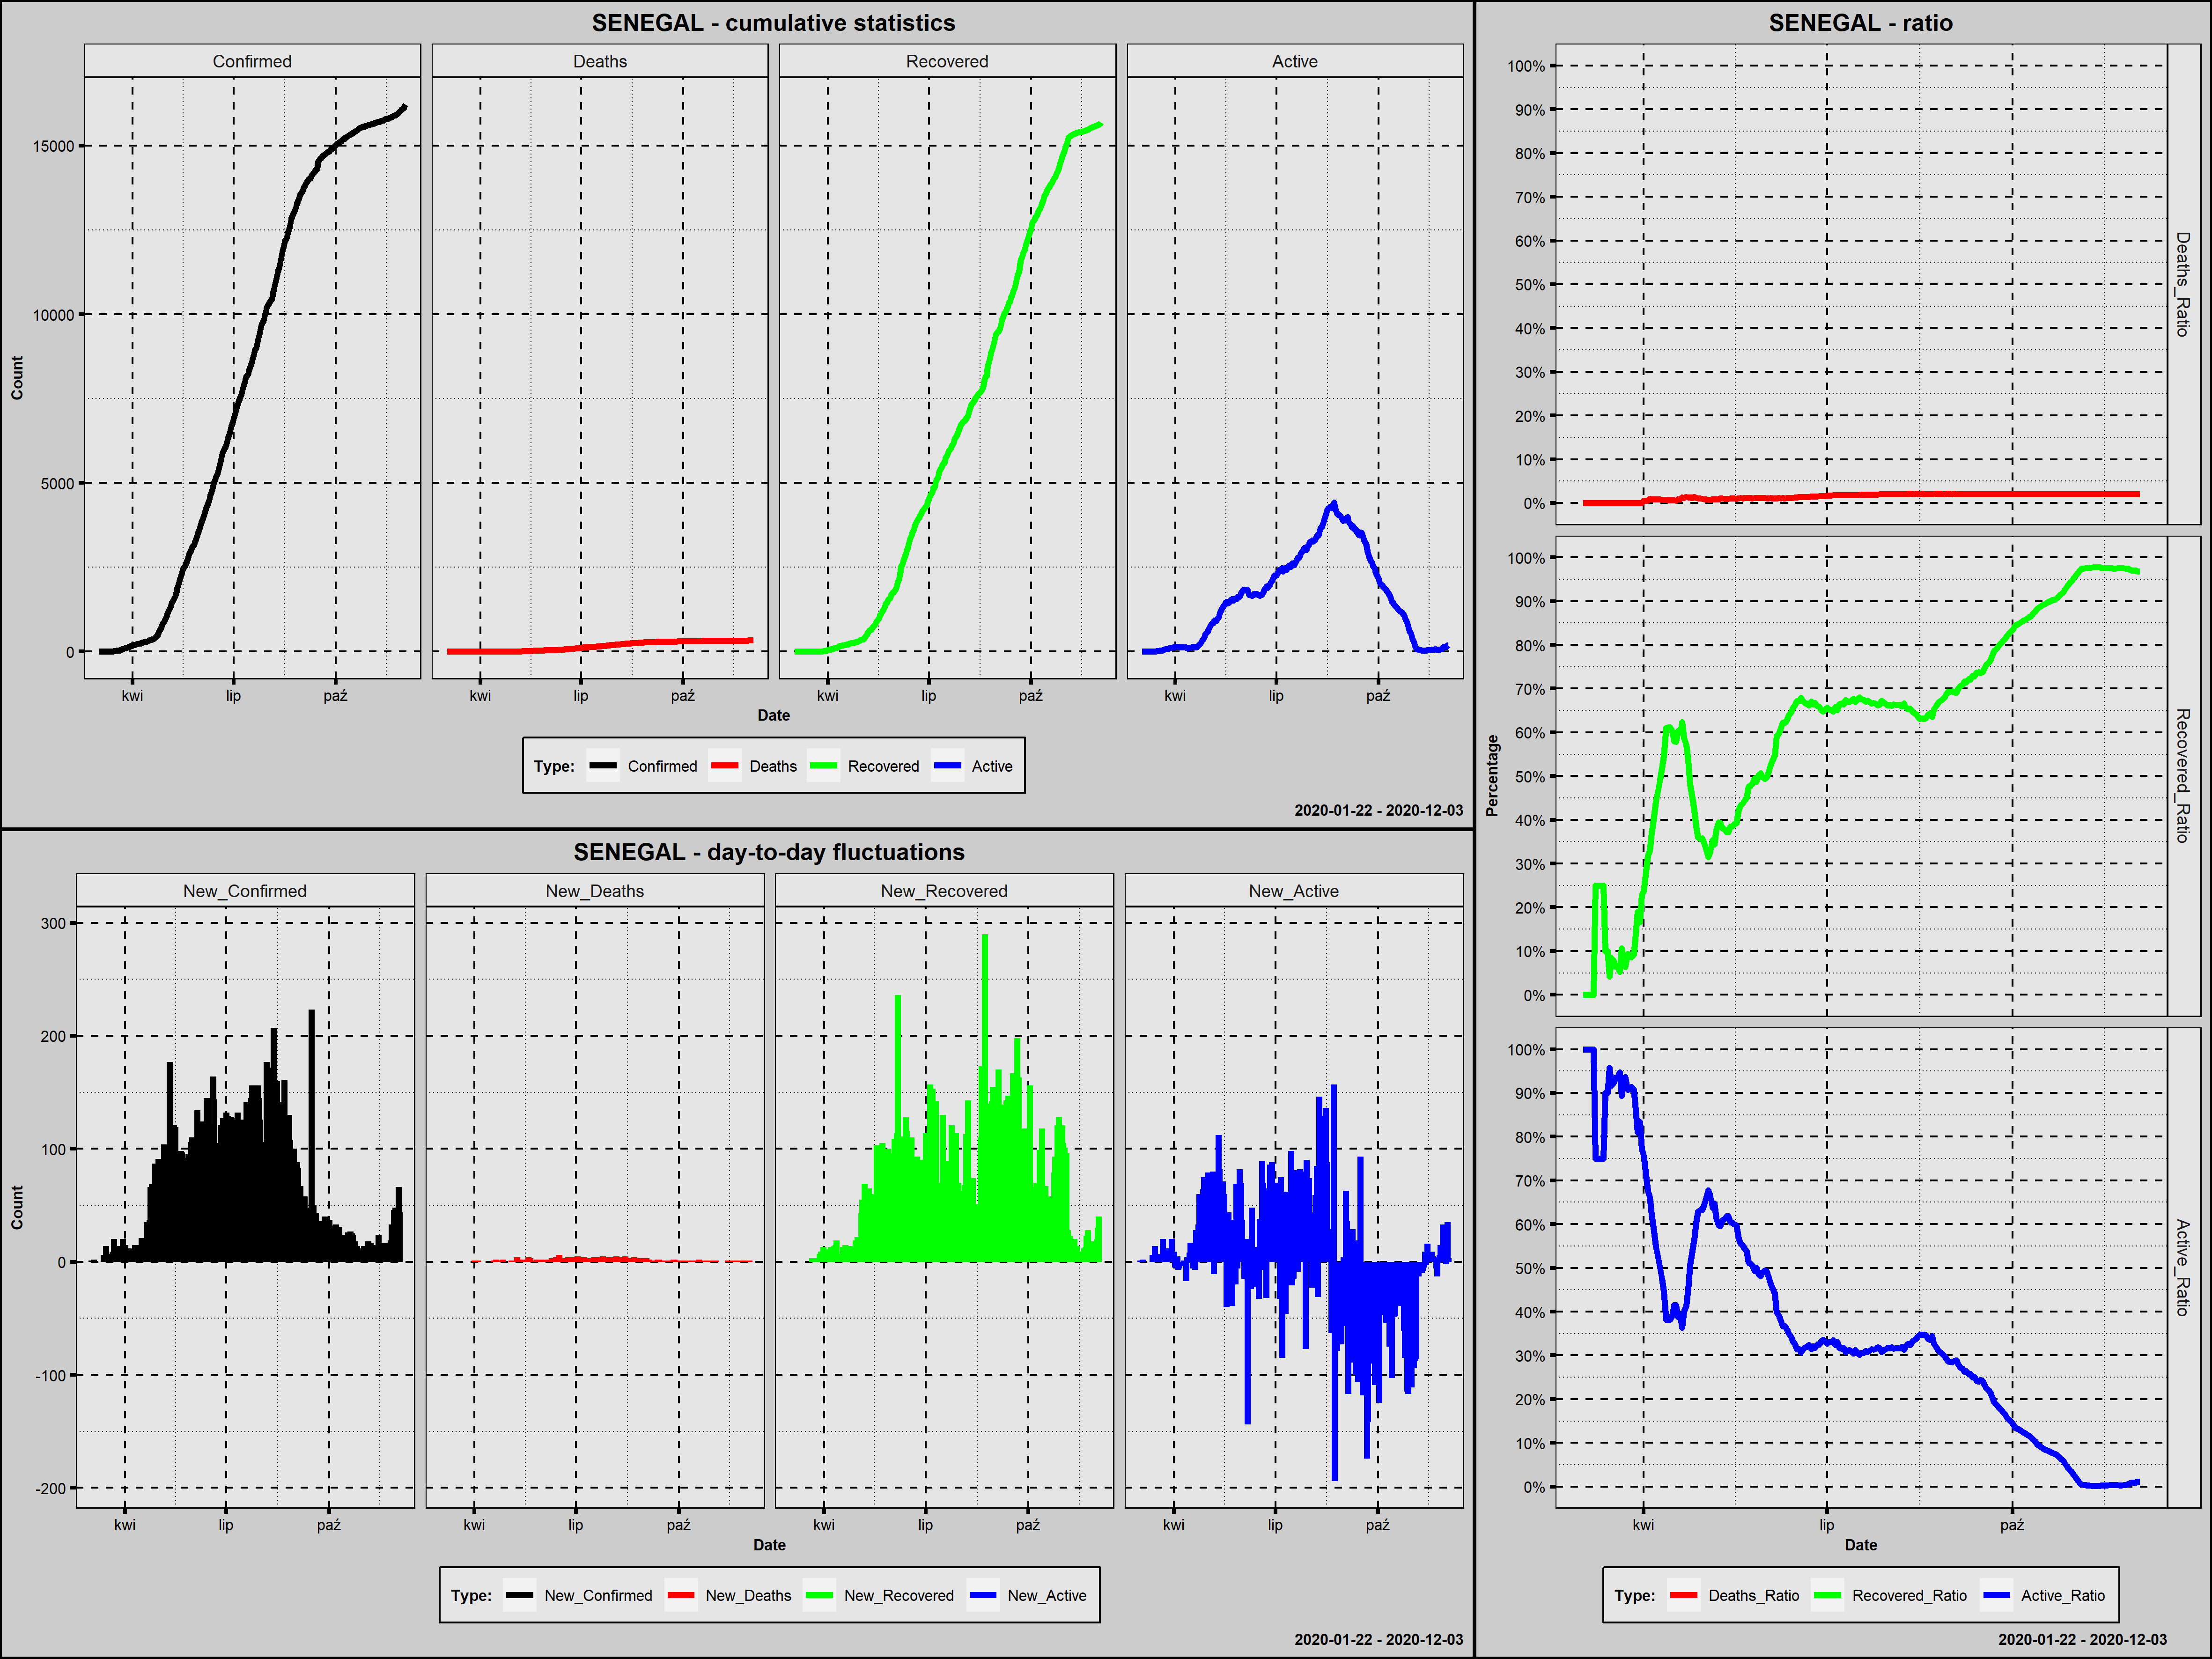 SENEGAL - cumulative statistics
Confirmed Deaths Recovered Active
15000
10000
5000
0
Count
kwi lip paź kwi lip paź kwi lip paź kwi lip paź
Date
Type: Confirmed Deaths Recovered Active
2020-01-22 - 2020-12-03
SENEGAL - day-to-day fluctuations
New_Confirmed New_Deaths New_Recovered New_Active
300
200
100
0
-100
-200
Count
kwi lip paź kwi lip paź kwi lip paź kwi lip paź
Date
Type: New_Confirmed New_Deaths New_Recovered New_Active
2020-01-22 - 2020-12-03
SENEGAL - ratio
100%
90%
80%
70%
60%
50%
40%
30%
20%
10%
0%
Deaths_Ratio
100%
90%
80%
70%
60%
50%
40%
30%
20%
10%
0%
Recovered_Ratio
Percentage
100%
90%
80%
70%
60%
50%
40%
30%
20%
10%
0%
Active_Ratio
kwi lip paź
Date
Type: Deaths_Ratio Recovered_Ratio Active_Ratio
2020-01-22 - 2020-12-03